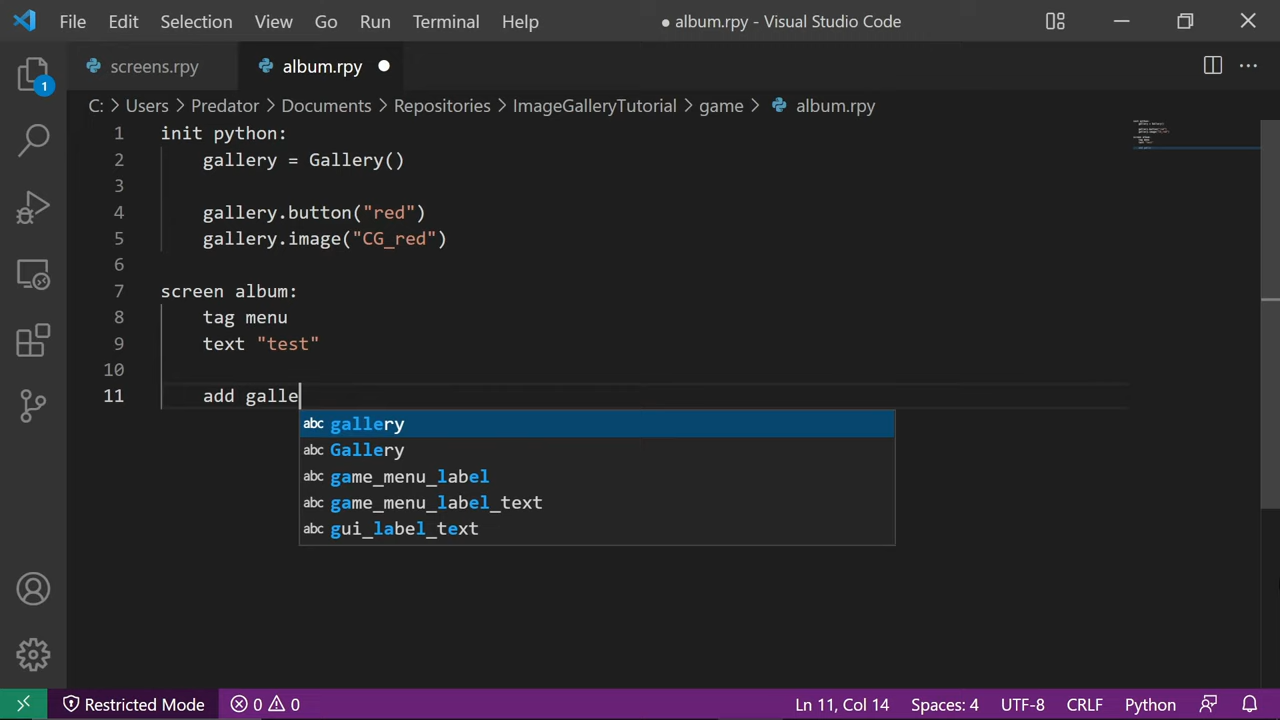 File Edit Selection View Go Run Terminal Help ● album.rpy - Visual Studio Code
screens.rpy album.rpy ●
1
C: > Users > Predator > Documents > Repositories > ImageGalleryTutorial > game > album.rpy
1 init python:
2 gallery = Gallery()
3
4 gallery.button("red")
5 gallery.image("CG_red")
6
7 screen album:
8 tag menu
9 text "test"
10
11 add galle
abc gallery
abc Gallery
abc game_menu_label
abc game_menu_label_text
abc gui_label_text
Restricted Mode 0 0 Ln 11, Col 14 Spaces: 4 UTF-8 CRLF Python